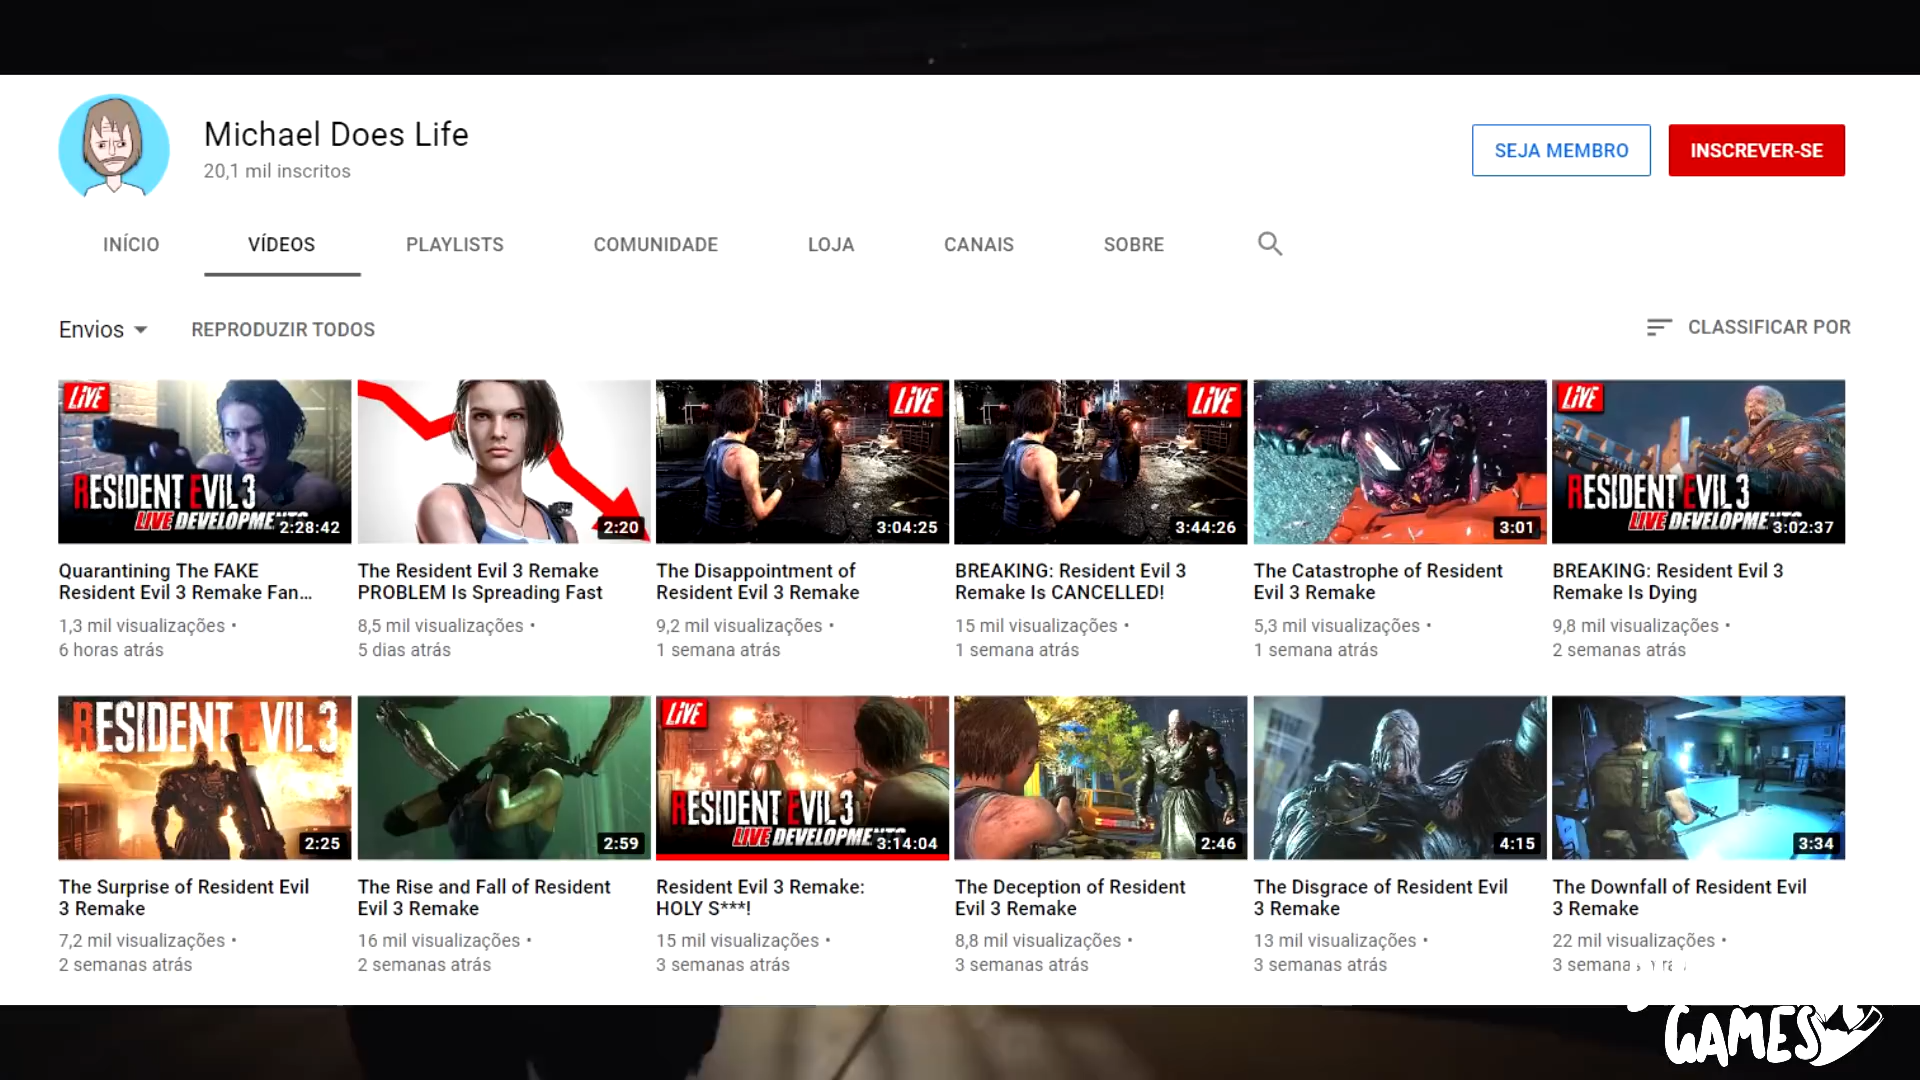 Michael Does Life
20,1 mil inscritos
SEJA MEMBRO
INSCREVER-SE
INÍCIO
VÍDEOS
PLAYLISTS
COMUNIDADE
LOJA
CANAIS
SOBRE
Envios
REPRODUZIR TODOS
CLASSIFICAR POR
LIVE
RESIDENT EVIL 3
LIVE DEVELOPME
2:28:42
2:20
LIVE
3:04:25
LIVE
3:44:26
3:01
LIVE
RESIDENT EVIL 3
LIVE DEVELOPME
3:02:37
Quarantining The FAKE
Resident Evil 3 Remake Fan...
1,3 mil visualizações •
6 horas atrás
The Resident Evil 3 Remake
PROBLEM Is Spreading Fast
8,5 mil visualizações •
5 dias atrás
The Disappointment of
Resident Evil 3 Remake
9,2 mil visualizações •
1 semana atrás
BREAKING: Resident Evil 3
Remake Is CANCELLED!
15 mil visualizações •
1 semana atrás
The Catastrophe of Resident
Evil 3 Remake
5,3 mil visualizações •
1 semana atrás
BREAKING: Resident Evil 3
Remake Is Dying
9,8 mil visualizações •
2 semanas atrás
RESIDENT EVIL 3
2:25
2:59
LIVE
RESIDENT EVIL 3
LIVE DEVELOPME
3:14:04
2:46
4:15
3:34
The Surprise of Resident Evil
3 Remake
7,2 mil visualizações •
2 semanas atrás
The Rise and Fall of Resident
Evil 3 Remake
16 mil visualizações •
2 semanas atrás
Resident Evil 3 Remake:
HOLY S***!
15 mil visualizações •
3 semanas atrás
The Deception of Resident
Evil 3 Remake
8,8 mil visualizações •
3 semanas atrás
The Disgrace of Resident Evil
3 Remake
13 mil visualizações •
3 semanas atrás
The Downfall of Resident Evil
3 Remake
22 mil visualizações •
3 semana
GAMES